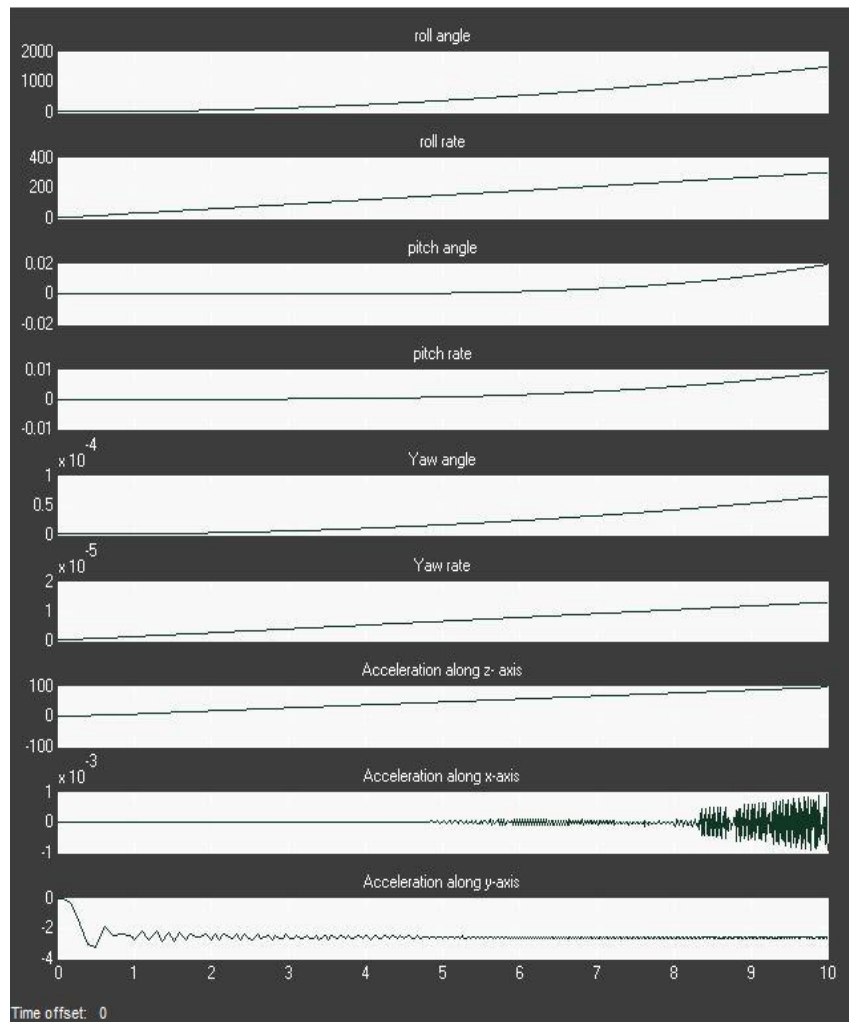 roll angle
2000
1000
0
roll rate
400
200
0
pitch angle
0.02
0
-0.02
pitch rate
0.01
0
-0.01
x 10-4
Yaw angle
1
0.5
0
x 10-5
Yaw rate
2
1
0
Acceleration along z- axis
100
0
-100
x 10-3
Acceleration along x-axis
1
0
-1
Acceleration along y-axis
0
-2
-4
0 1 2 3 4 5 6 7 8 9 10
Time offset: 0